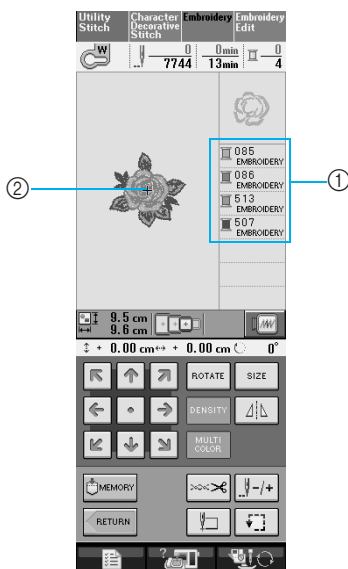 Utility Stitch
Character Decorative Stitch
Embroidery
Embroidery Edit
W
0
7744
0min
13min
0
4
085
EMBROIDERY
086
EMBROIDERY
513
EMBROIDERY
507
EMBROIDERY
①
②
9.5 cm
9.6 cm
+ 0.00 cm + 0.00 cm 0°
ROTATE
SIZE
DENSITY
MULTI COLOR
MEMORY
-/+
RETURN
?